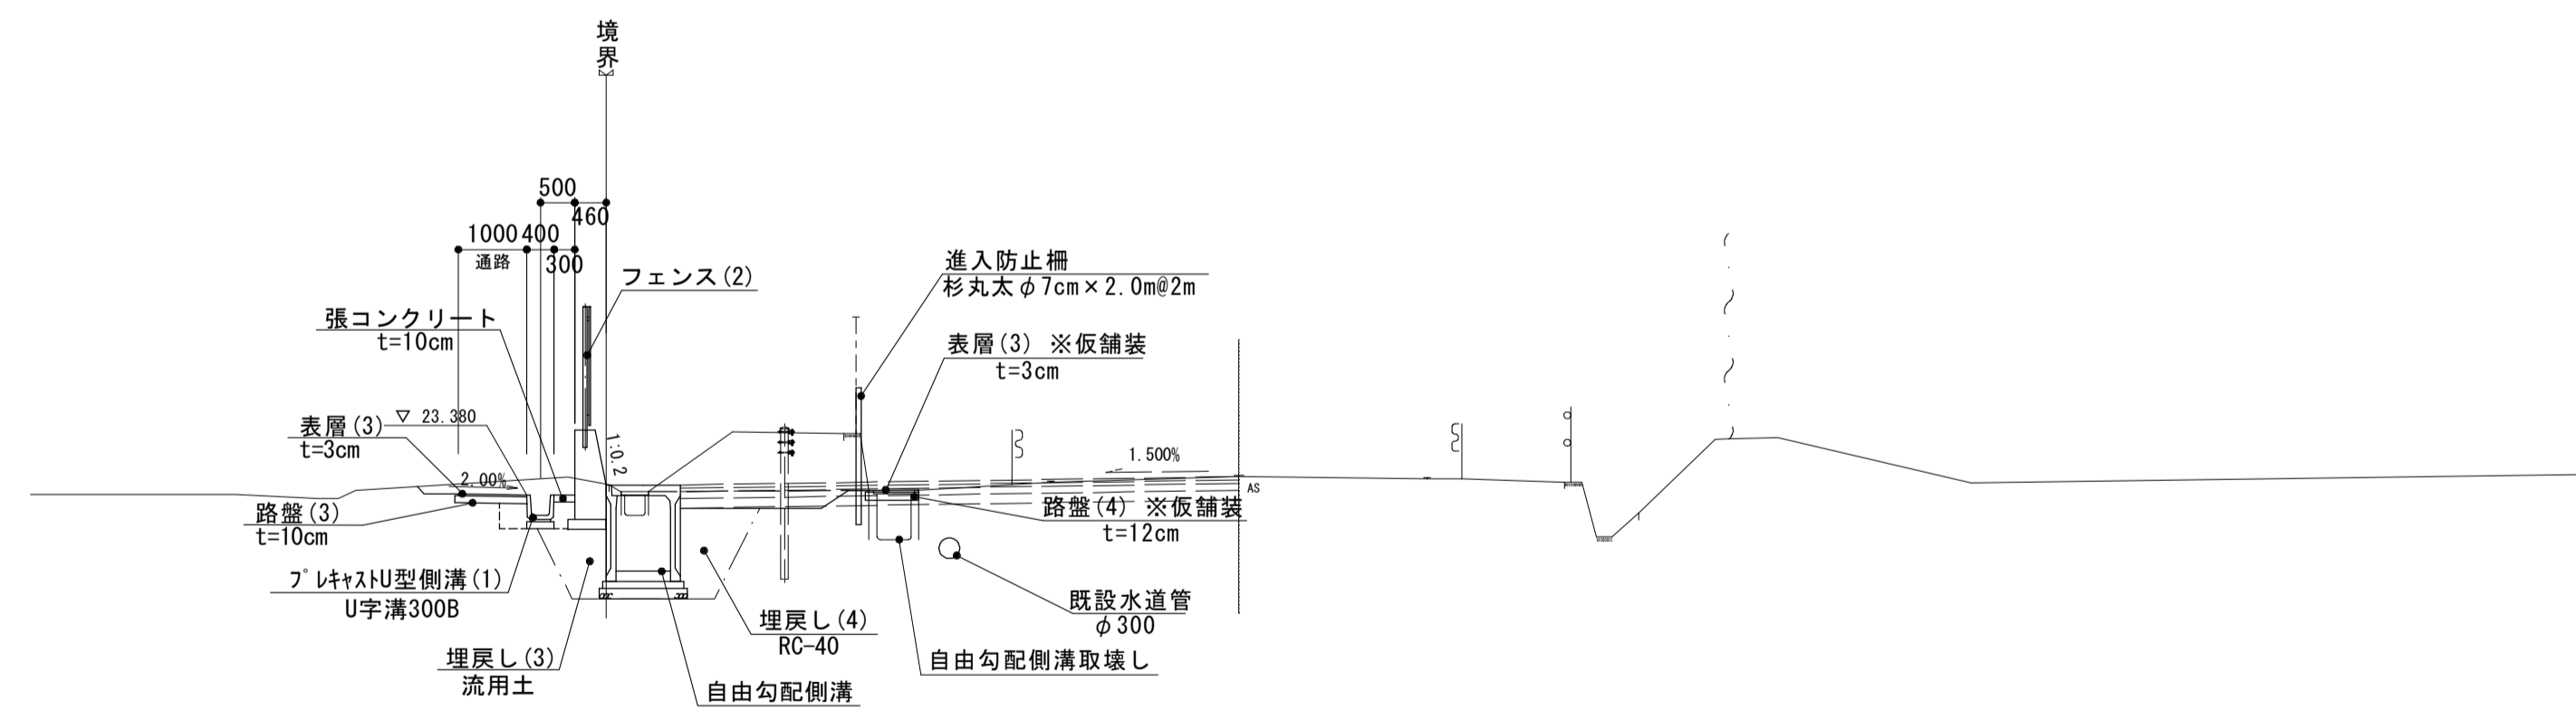 境界
500
460
1000
400
通路
300
フェンス(2)
進入防止柵
杉丸太φ7cm×2.0m@2m
張コンクリート
t=10cm
表層(3) ※仮舗装
t=3cm
▽ 23.380
表層(3)
t=3cm
1:0.2
2.00%
1.500%
AS
路盤(3)
t=10cm
路盤(4) ※仮舗装
t=12cm
プレキャストU型側溝(1)
U字溝300B
既設水道管
φ300
埋戻し(4)
RC-40
埋戻し(3)
流用土
自由勾配側溝取壊し
自由勾配側溝